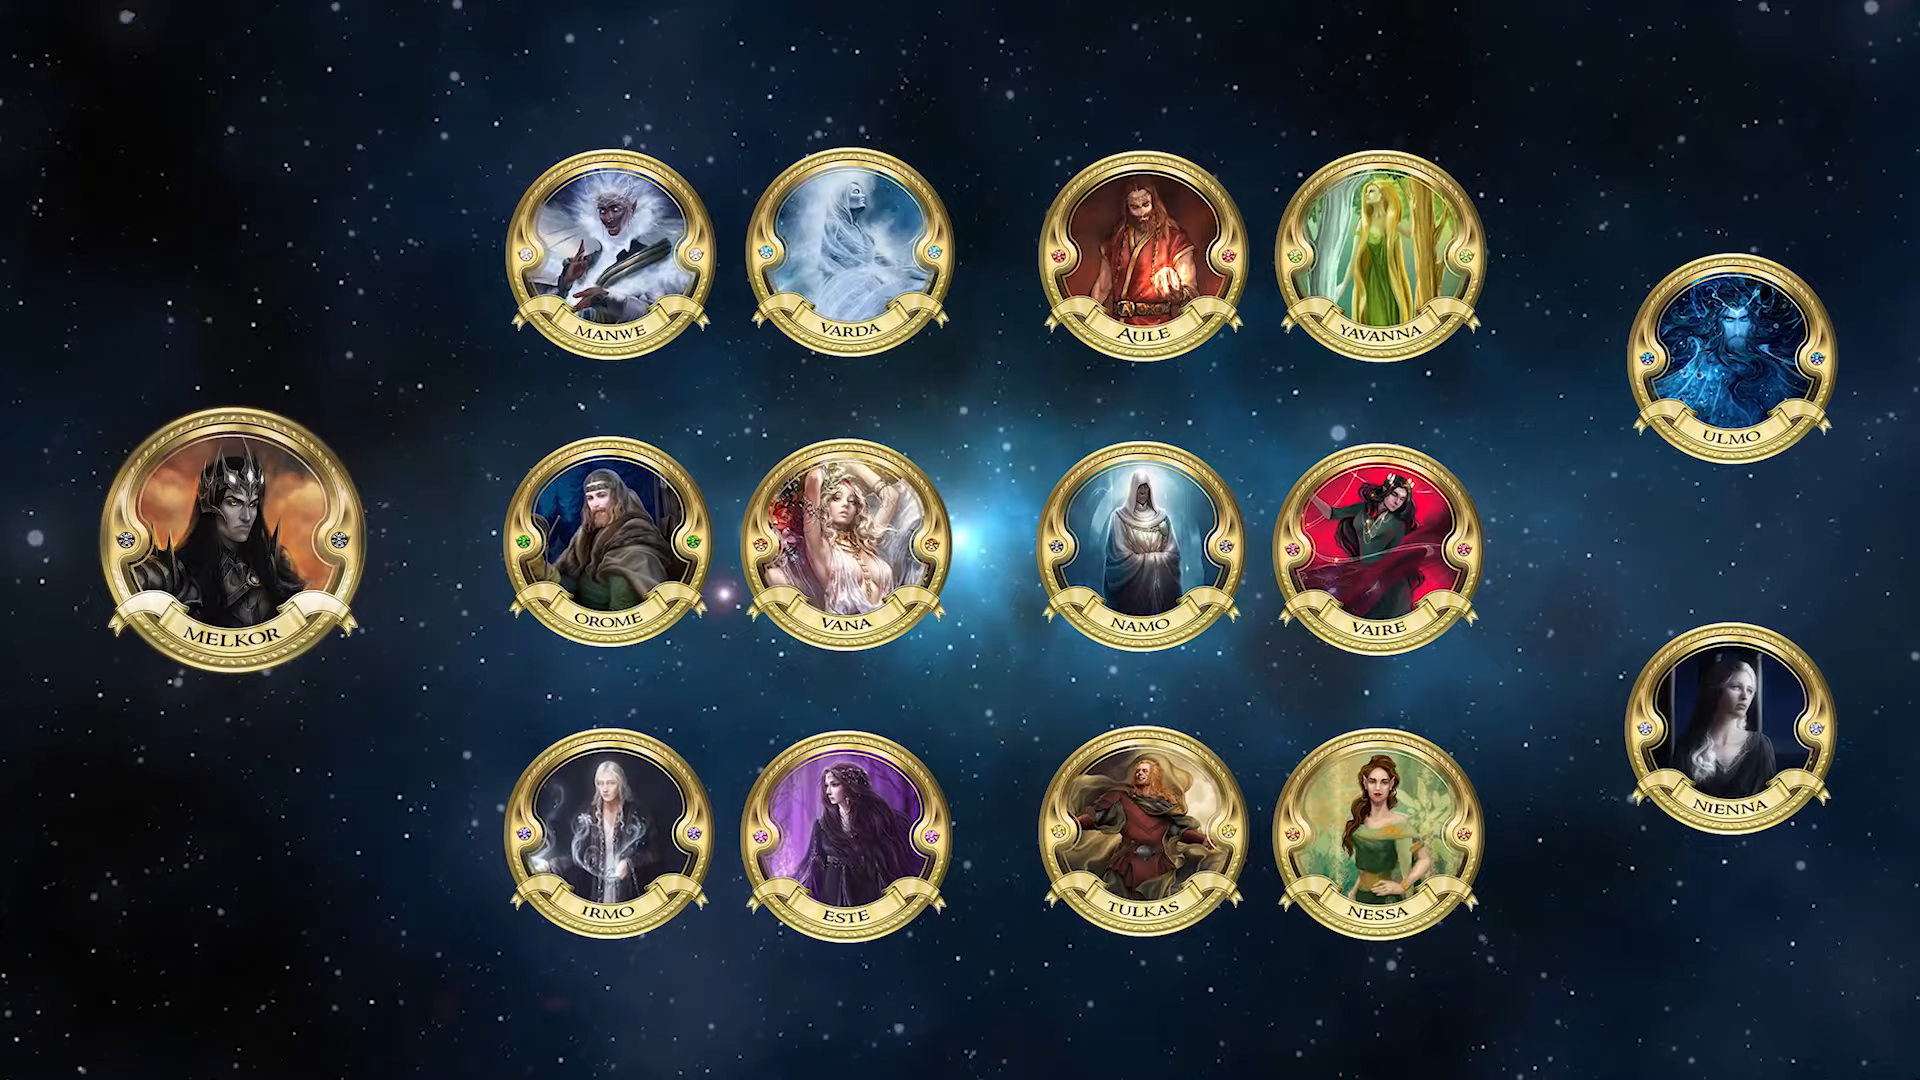 MANWE
VARDA
AULE
YAVANNA
ULMO
MELKOR
OROME
VANA
NAMO
VAIRE
NIENNA
IRMO
ESTE
TULKAS
NESSA